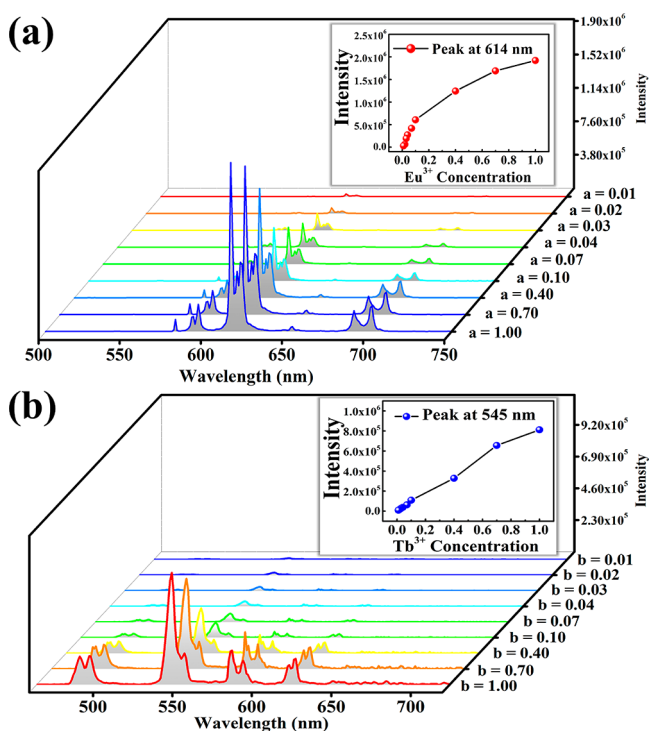 (a)
1.90x10⁶
1.52x10⁶
1.14x10⁶
7.60x10⁵
3.80x10⁵
Intensity
2.5x10⁶
2.0x10⁶
1.5x10⁶
1.0x10⁶
5.0x10⁵
0.0
Intensity
Peak at 614 nm
0.0 0.2 0.4 0.6 0.8 1.0
Eu³⁺ Concentration
a = 0.01
a = 0.02
a = 0.03
a = 0.04
a = 0.07
a = 0.10
a = 0.40
a = 0.70
a = 1.00
500 550 600 650 700 750
Wavelength (nm)
(b)
9.20x10⁵
6.90x10⁵
4.60x10⁵
2.30x10⁵
Intensity
1.0x10⁶
8.0x10⁵
6.0x10⁵
4.0x10⁵
2.0x10⁵
0.0
Intensity
Peak at 545 nm
0.0 0.2 0.4 0.6 0.8 1.0
Tb³⁺ Concentration
b = 0.01
b = 0.02
b = 0.03
b = 0.04
b = 0.07
b = 0.10
b = 0.40
b = 0.70
b = 1.00
500 550 600 650 700
Wavelength (nm)